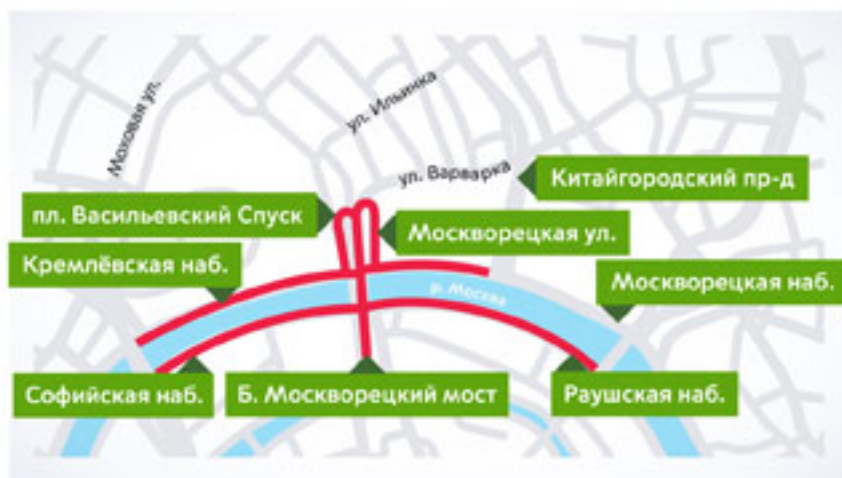 Моховая ул.
ул. Ильинка
ул. Варварка
Китайгородский пр-д
пл. Васильевский Спуск
Москворецкая ул.
Кремлёвская наб.
Москворецкая наб.
р. Москва
Софийская наб.
Б. Москворецкий мост
Раушская наб.